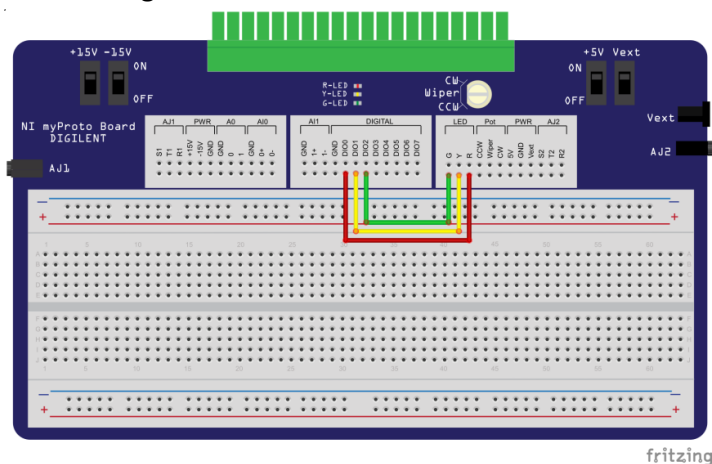 +15V -15V
ON
OFF
R-LED
Y-LED
G-LED
CW
Wiper
CCW
+5V Vext
ON
OFF
Vext
AJ2
NI myProto Board
DIGILENT
AJ1
AJ1 PWR A0 AI0
S1 T1 R1 +15V -15V GND GND 0 1 GND 0+ 0-
AI1 DIGITAL
GND 1+ 1- GND DIO0 DIO1 DIO2 DIO3 DIO4 DIO5 DIO6 DIO7
LED Pot PWR AJ2
G Y R CCW Wiper CW 5V GND Vext S2 T2 R2
fritzing